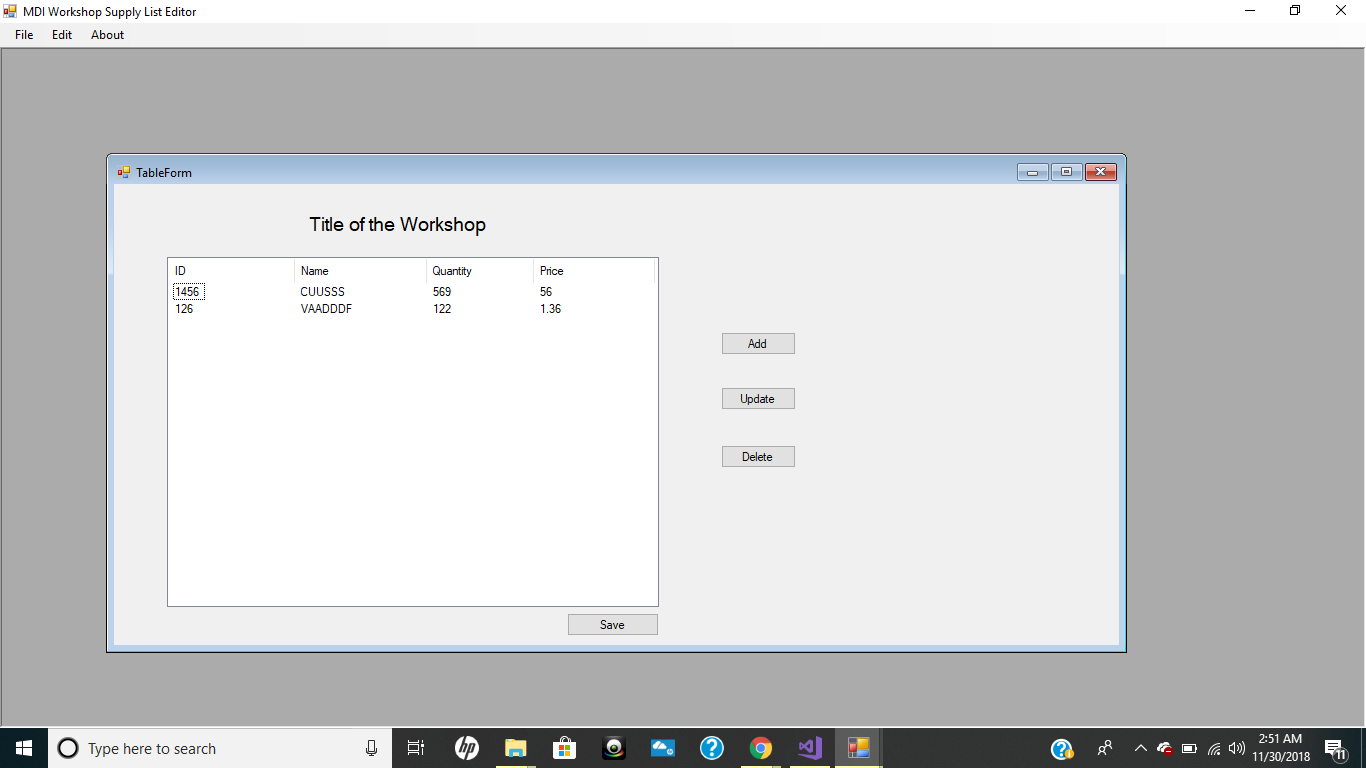 MDI Workshop Supply List Editor
File Edit About
TableForm
Title of the Workshop
ID Name Quantity Price
1456 CUUSSS 569 56
126 VAADDDF 122 1.36
Add
Update
Delete
Save
Type here to search
hp
2:51 AM
11/30/2018
11